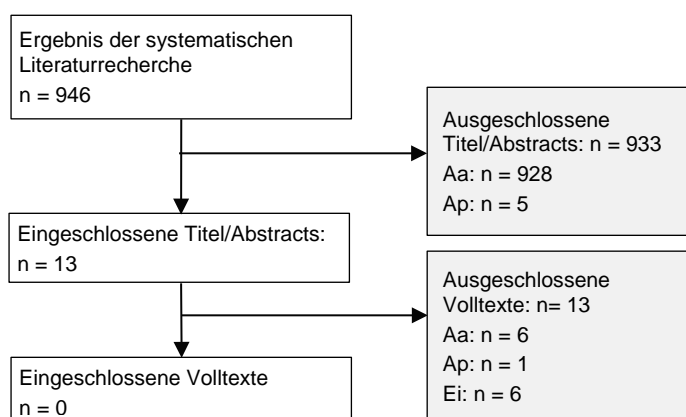 Ergebnis der systematischen
Literaturrecherche
n = 946
Ausgeschlossene
Titel/Abstracts: n = 933
Aa: n = 928
Ap: n = 5
Eingeschlossene Titel/Abstracts:
n = 13
Ausgeschlossene
Volltexte: n= 13
Aa: n = 6
Ap: n = 1
Ei: n = 6
Eingeschlossene Volltexte
n = 0